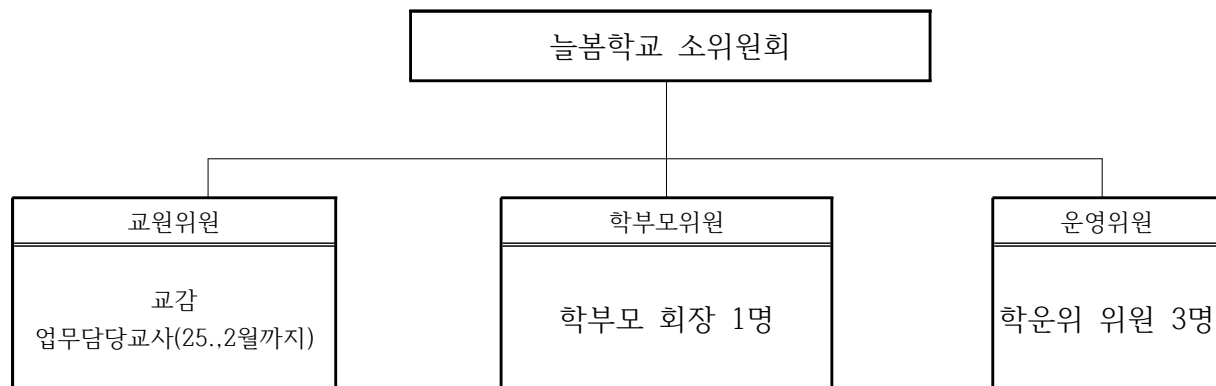 늘봄학교 소위원회
교원위원
교감
업무담당교사(25.,2월까지)
학부모위원
학부모 회장 1명
운영위원
학운위 위원 3명